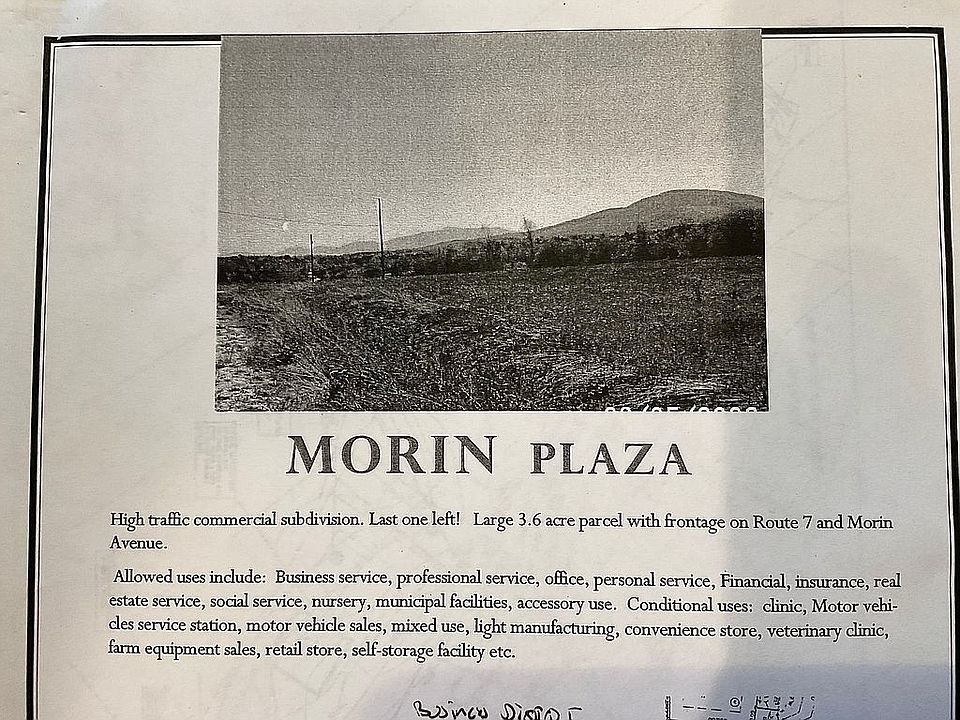 MORIN PLAZA
High traffic commercial subdivision. Last one left! Large 3.6 acre parcel with frontage on Route 7 and Morin
Avenue.
Allowed uses include: Business service, professional service, office, personal service, Financial, insurance, real
estate service, social service, nursery, municipal facilities, accessory use. Conditional uses: clinic, Motor vehi-
cles service station, motor vehicle sales, mixed use, light manufacturing, convenience store, veterinary clinic,
farm equipment sales, retail store, self-storage facility etc.
Business District